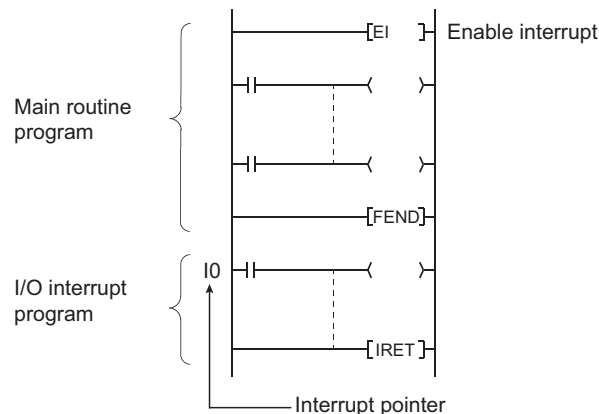 [EI ] Enable interrupt
Main routine
program
[FEND]
I0
I/O interrupt
program
[IRET]
Interrupt pointer